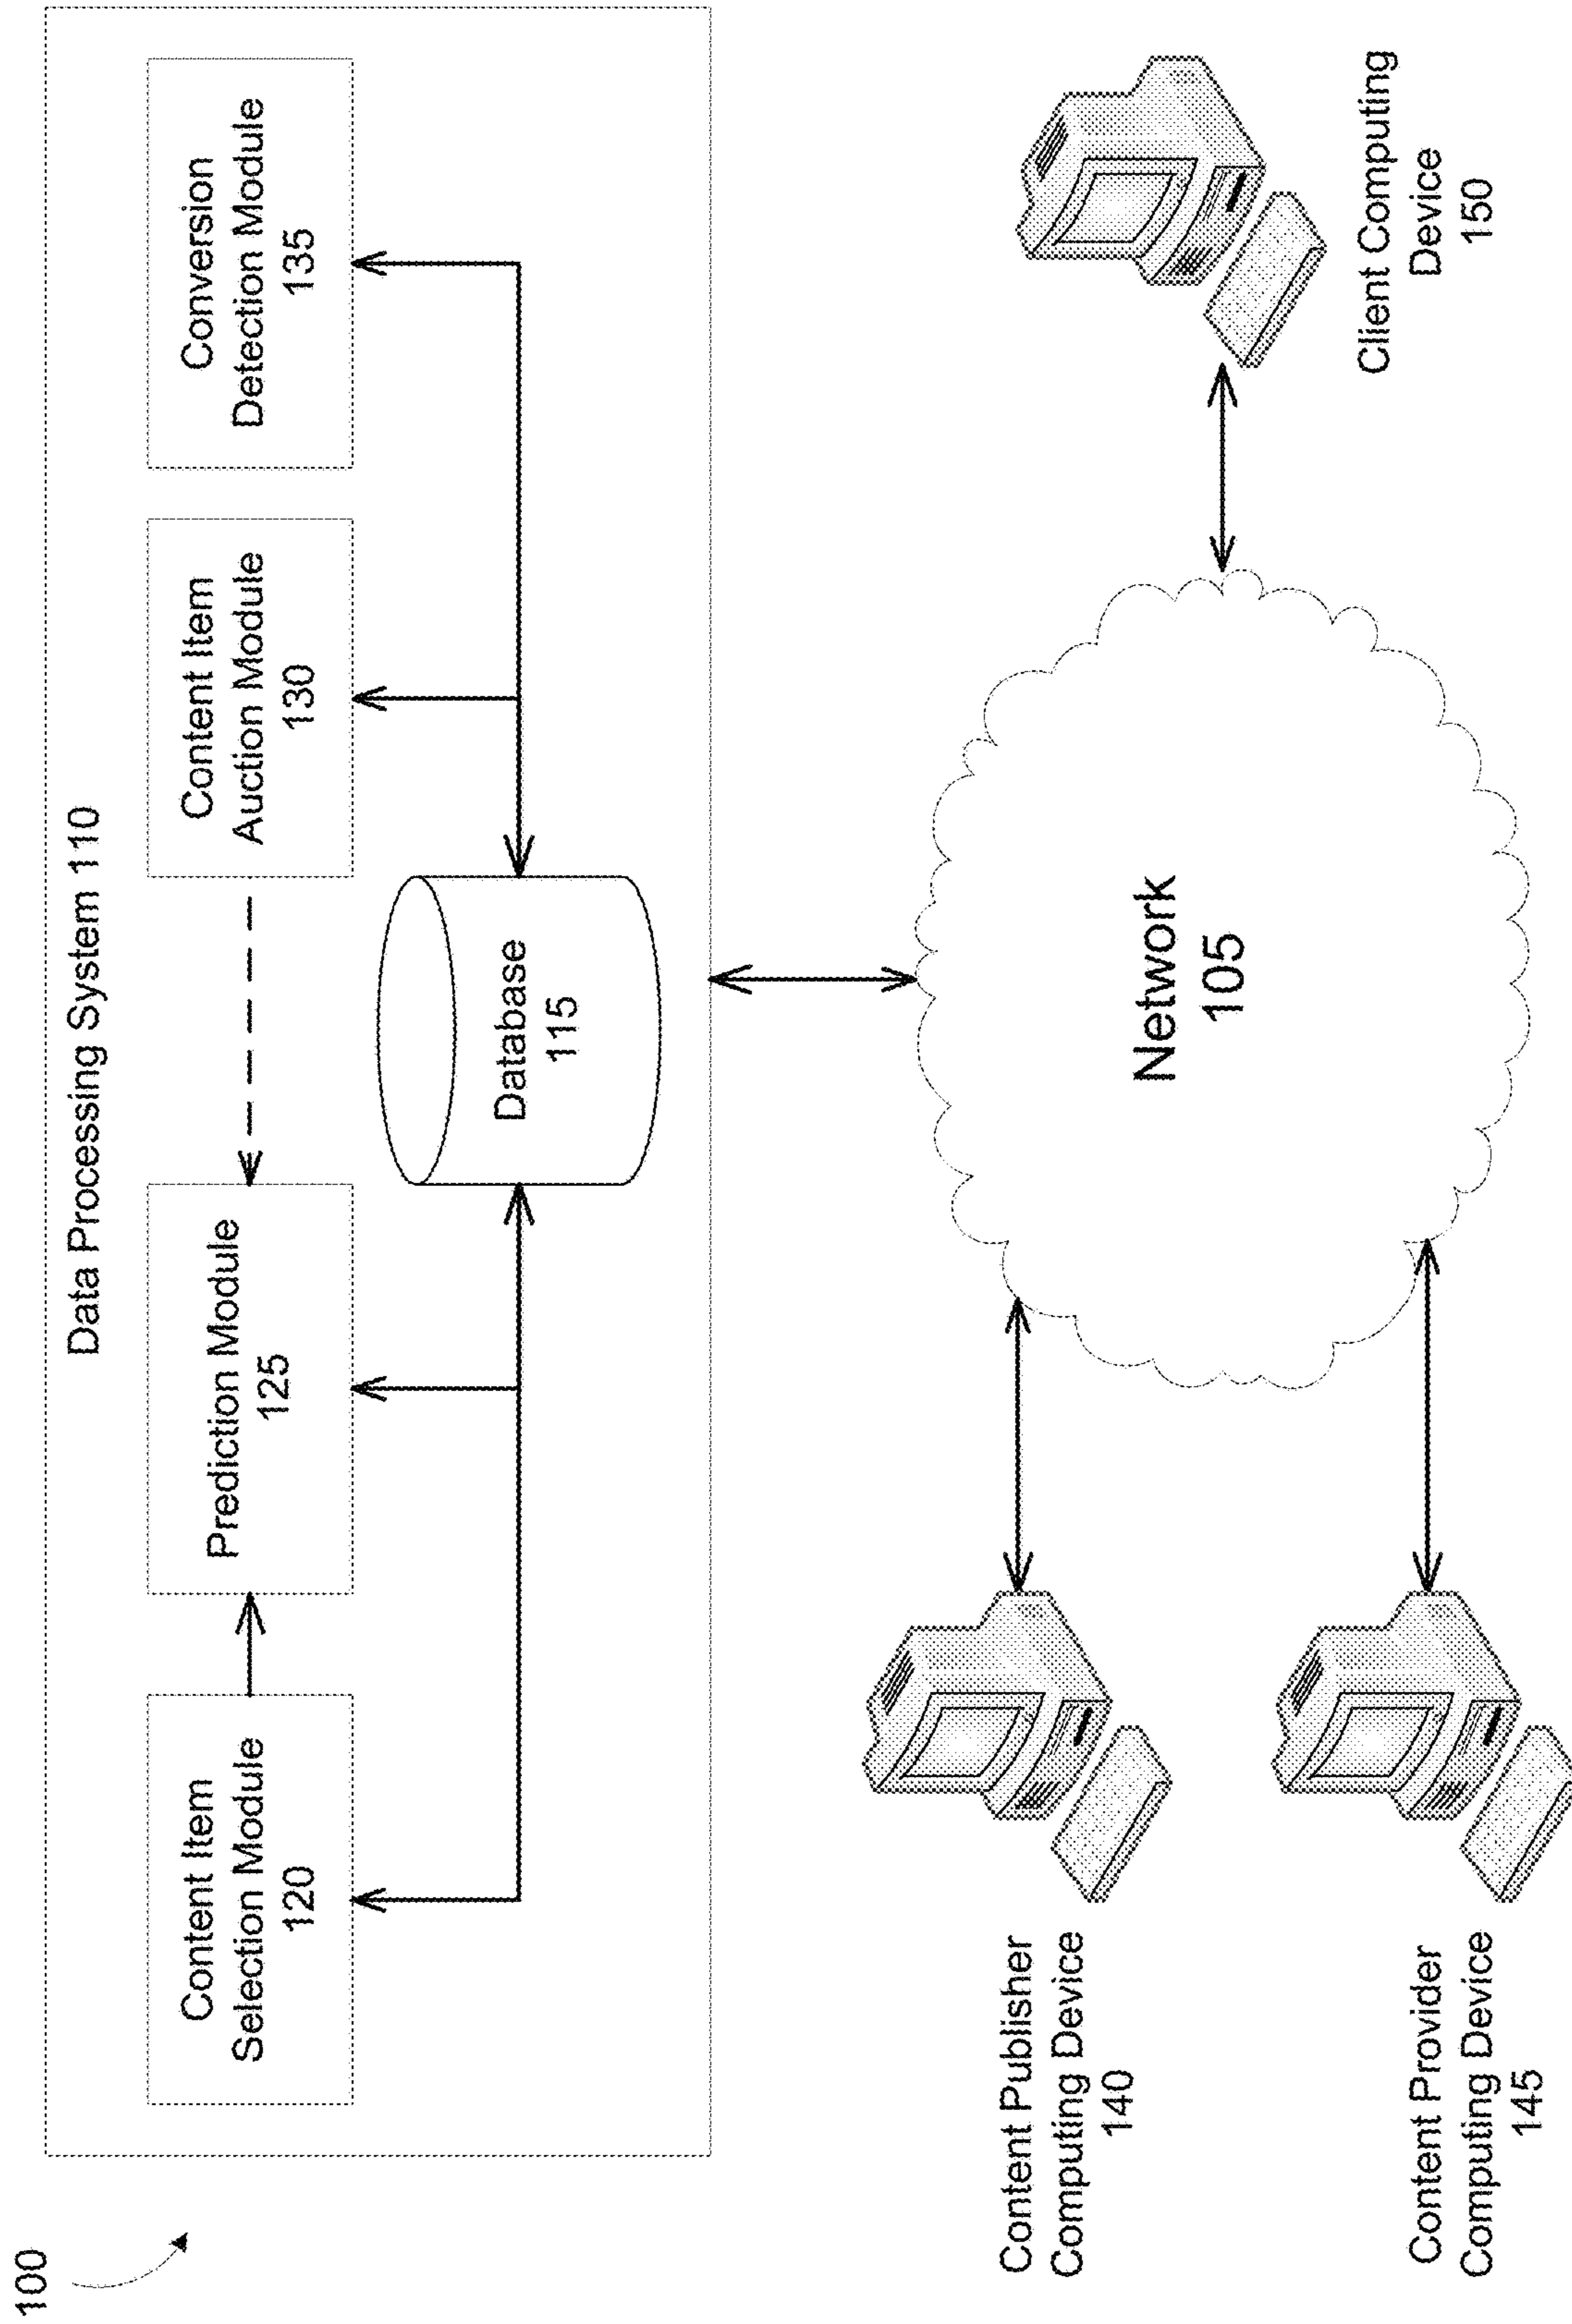 100
Data Processing System 110
Content Item
Selection Module
120
Prediction Module
125
Content Item
Auction Module
130
Conversion
Detection Module
135
Database
115
Network
105
Content Publisher
Computing Device
140
Content Provider
Computing Device
145
Client Computing
Device
150